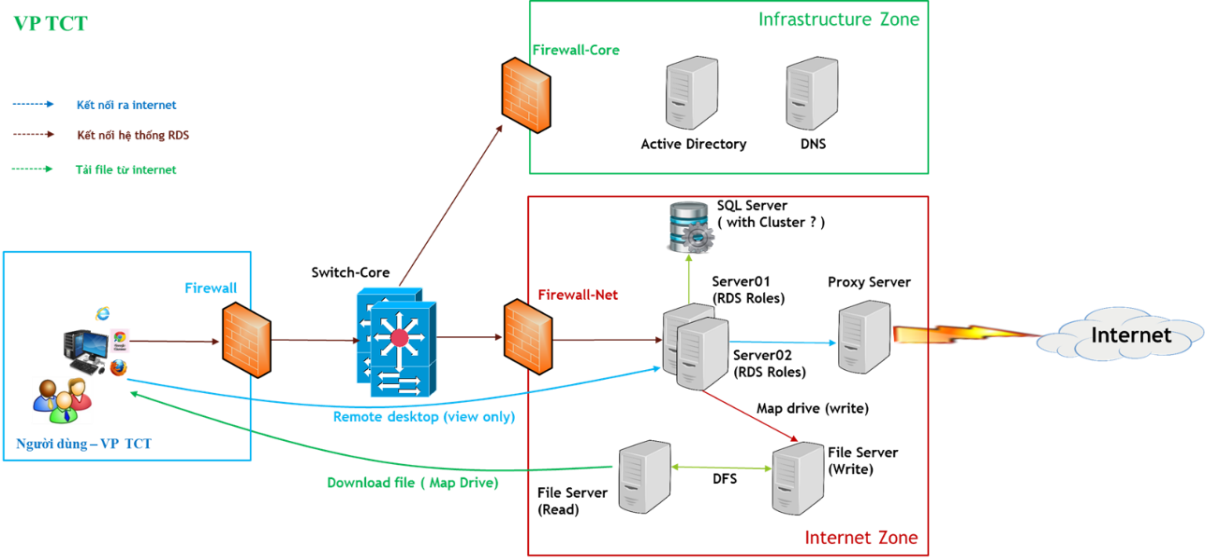 VP TCT
Infrastructure Zone
Firewall-Core
Kết nối ra internet
Kết nối hệ thống RDS
Tải file từ internet
Active Directory
DNS
SQL Server
( with Cluster ? )
Firewall
Switch-Core
Firewall-Net
Server01
(RDS Roles)
Proxy Server
Internet
Server02
(RDS Roles)
Remote desktop (view only)
Map drive (write)
Người dùng – VP TCT
File Server
(Write)
Download file ( Map Drive)
DFS
File Server
(Read)
Internet Zone